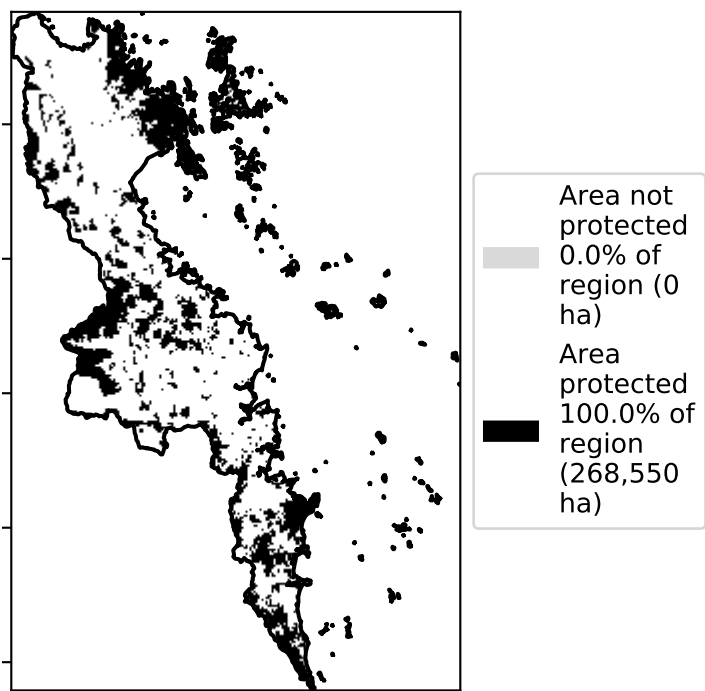 Area not
protected
0.0% of
region (0
ha)
Area
protected
100.0% of
region
(268,550
ha)